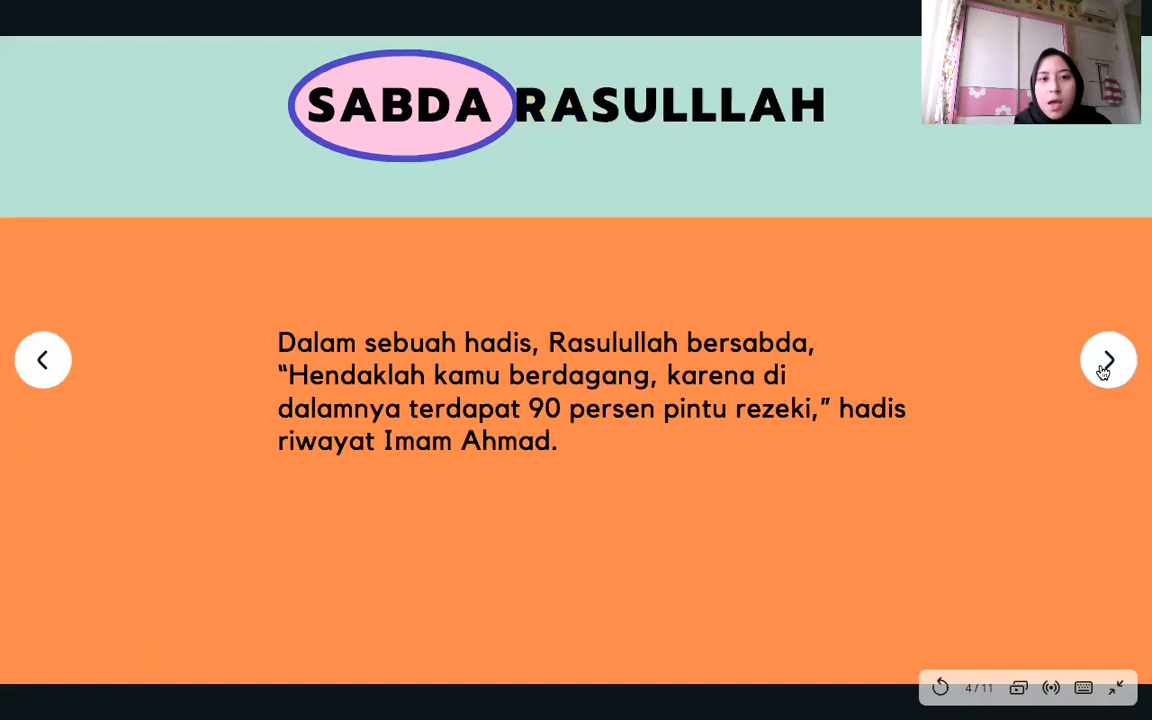 SABDA RASULLLAH
Dalam sebuah hadis, Rasulullah bersabda,
“Hendaklah kamu berdagang, karena di
dalamnya terdapat 90 persen pintu rezeki,” hadis
riwayat Imam Ahmad.
4 / 11